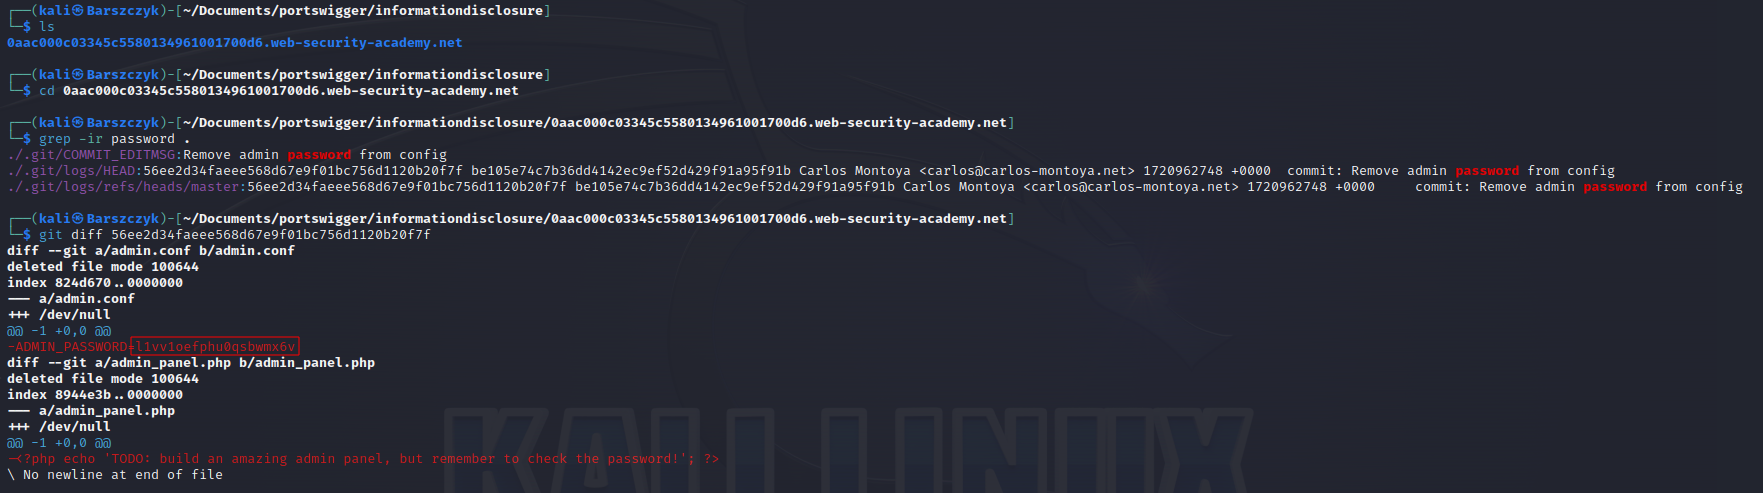 ┌──(kali㉿Barszczyk)-[~/Documents/portswigger/informationdisclosure]
└─$ ls
0aac000c03345c5580134961001700d6.web-security-academy.net
┌──(kali㉿Barszczyk)-[~/Documents/portswigger/informationdisclosure]
└─$ cd 0aac000c03345c5580134961001700d6.web-security-academy.net
┌──(kali㉿Barszczyk)-[~/Documents/portswigger/informationdisclosure/0aac000c03345c5580134961001700d6.web-security-academy.net]
└─$ grep -ir password .
./.git/COMMIT_EDITMSG:Remove admin password from config
./.git/logs/HEAD:56ee2d34faeee568d67e9f01bc756d1120b20f7f be105e74c7b36dd4142ec9ef52d429f91a95f91b Carlos Montoya <carlos@carlos-montoya.net> 1720962748 +0000  commit: Remove admin password from config
./.git/logs/refs/heads/master:56ee2d34faeee568d67e9f01bc756d1120b20f7f be105e74c7b36dd4142ec9ef52d429f91a95f91b Carlos Montoya <carlos@carlos-montoya.net> 1720962748 +0000     commit: Remove admin password from config
┌──(kali㉿Barszczyk)-[~/Documents/portswigger/informationdisclosure/0aac000c03345c5580134961001700d6.web-security-academy.net]
└─$ git diff 56ee2d34faeee568d67e9f01bc756d1120b20f7f
diff --git a/admin.conf b/admin.conf
deleted file mode 100644
index 824d670..0000000
--- a/admin.conf
+++ /dev/null
@@ -1 +0,0 @@
-ADMIN_PASSWORD=l1vv1oefphu0qsbwmx6v
diff --git a/admin_panel.php b/admin_panel.php
deleted file mode 100644
index 8944e3b..0000000
--- a/admin_panel.php
+++ /dev/null
@@ -1 +0,0 @@
-<?php echo 'TODO: build an amazing admin panel, but remember to check the password!'; ?>
\ No newline at end of file
KALI LINUX